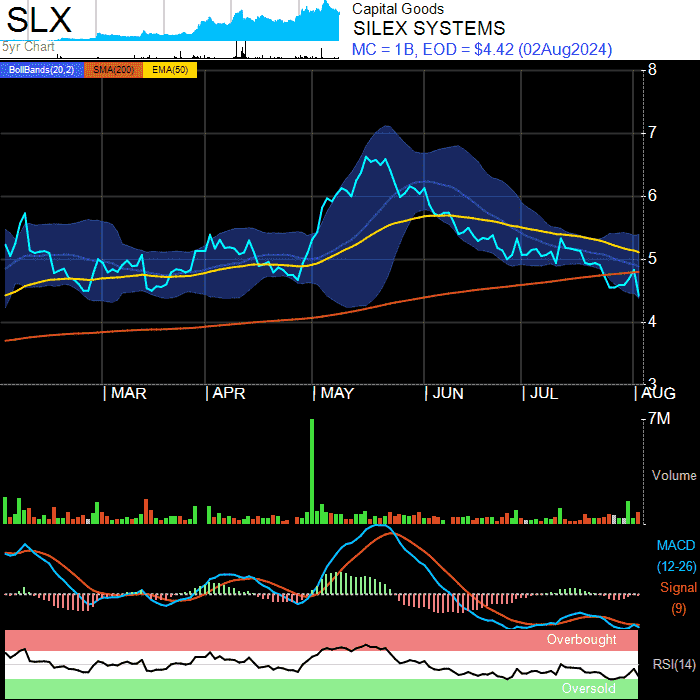 SLX
Capital Goods
SILEX SYSTEMS
5yr Chart
MC = 1B, EOD = $4.42 (02Aug2024)
BollBands(20,2) SMA(200) EMA(50)
8
7
6
5
4
3
MAR APR MAY JUN JUL AUG
7M
Volume
MACD
(12-26)
Signal
(9)
Overbought
RSI(14)
Oversold